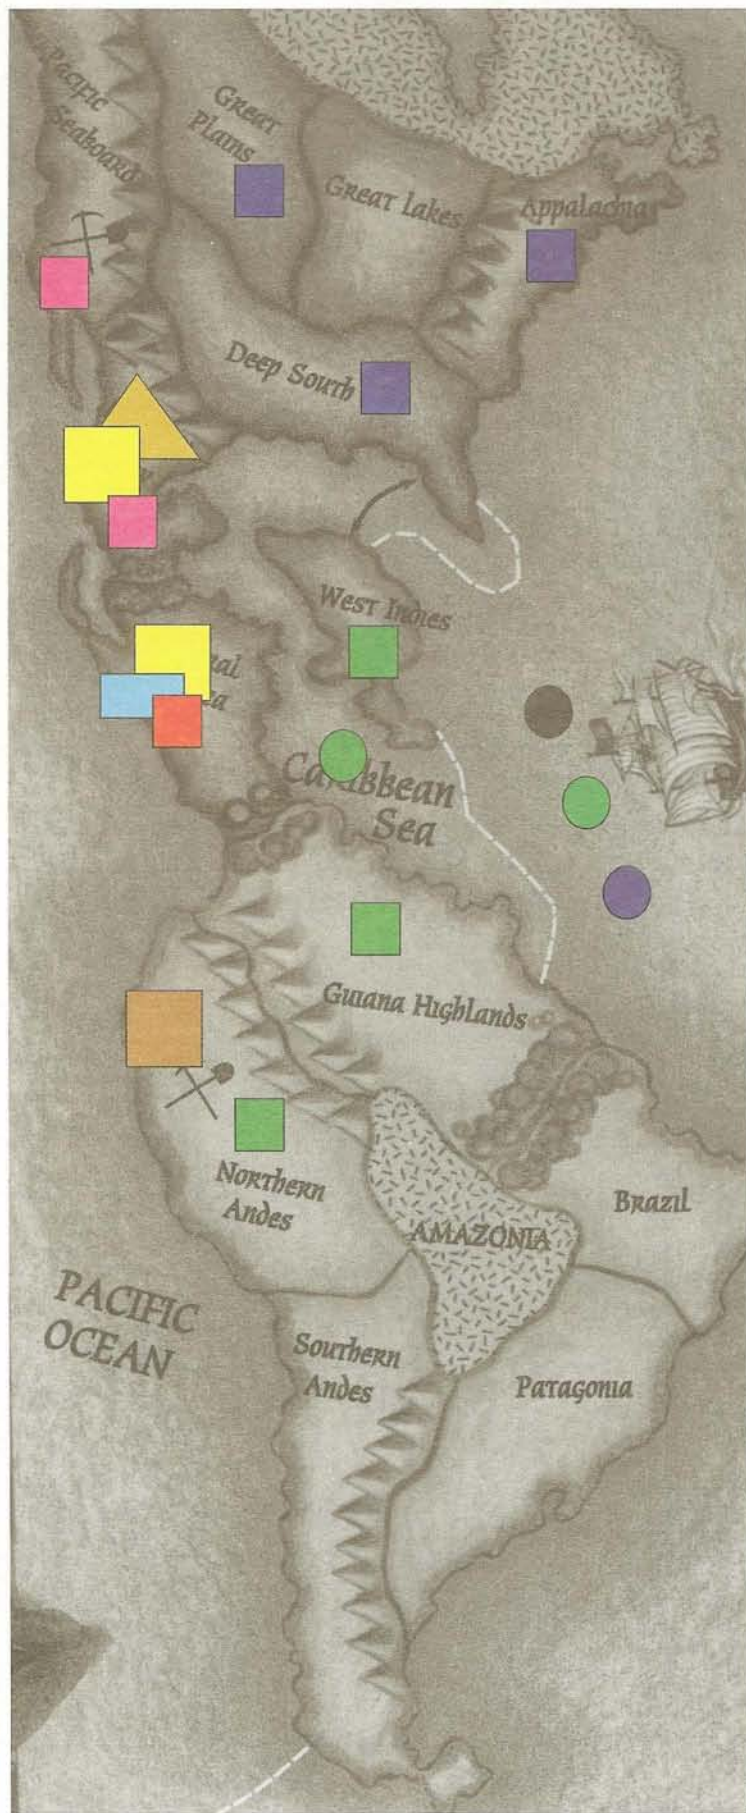 Pacific
Seaboard
Great
Plains
Great Lakes
Appalachia
Deep South
West Indies
Caribbean
Sea
Guiana Highlands
Northern
Andes
AMAZONIA
Brazil
PACIFIC
OCEAN
Southern
Andes
Patagonia